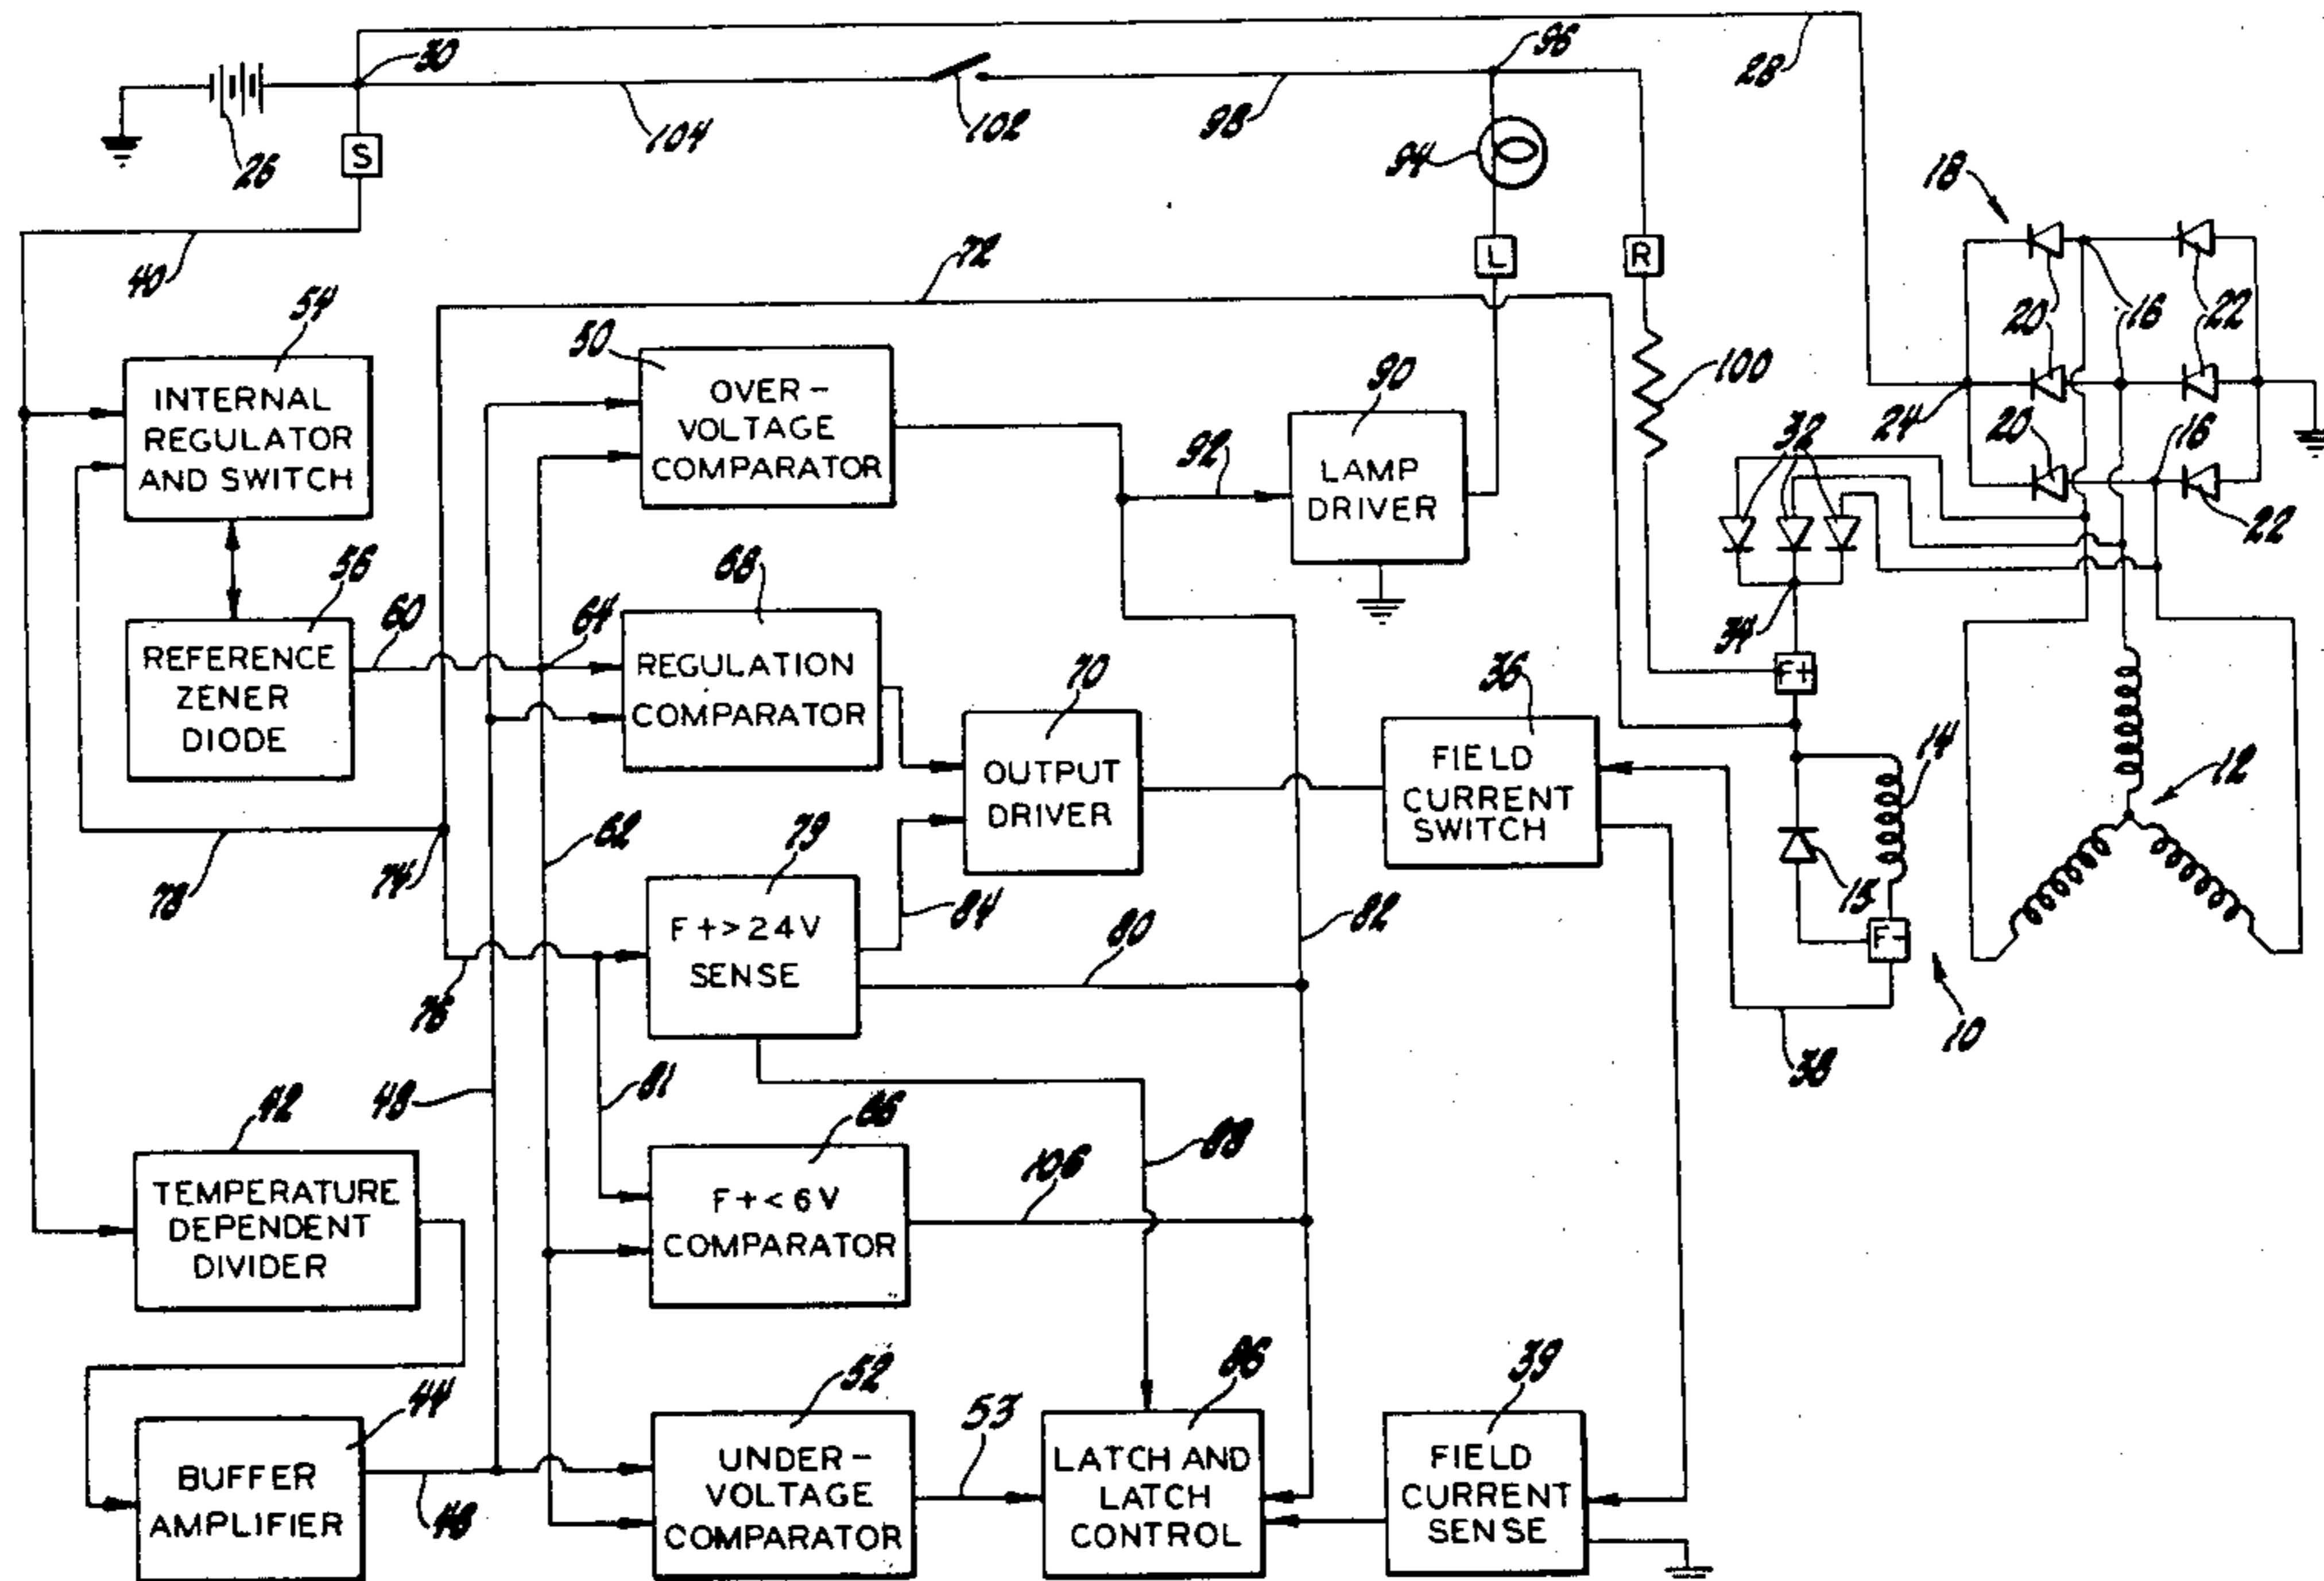 30
96
28
26
104
102
98
94
18
S
L
R
40
72
20
16
22
54
50
90
100
24
32
20
16
22
INTERNAL
REGULATOR
AND SWITCH
OVER-
VOLTAGE
COMPARATOR
92
LAMP
DRIVER
56
60
64
68
34
REFERENCE
ZENER
DIODE
REGULATION
COMPARATOR
70
36
F+
14
12
OUTPUT
DRIVER
FIELD
CURRENT
SWITCH
78
74
62
79
84
80
82
15
F-
10
F+>24V
SENSE
76
38
48
81
42
66
88
106
TEMPERATURE
DEPENDENT
DIVIDER
F+<6V
COMPARATOR
44
52
53
86
39
BUFFER
AMPLIFIER
UNDER-
VOLTAGE
COMPARATOR
LATCH AND
LATCH
CONTROL
FIELD
CURRENT
SENSE